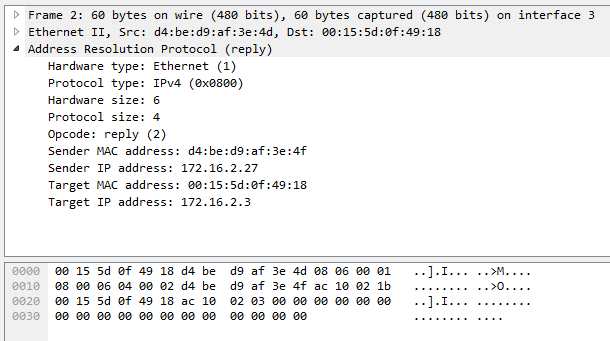 Frame 2: 60 bytes on wire (480 bits), 60 bytes captured (480 bits) on interface 3
Ethernet II, Src: d4:be:d9:af:3e:4d, Dst: 00:15:5d:0f:49:18
Address Resolution Protocol (reply)
Hardware type: Ethernet (1)
Protocol type: IPv4 (0x0800)
Hardware size: 6
Protocol size: 4
Opcode: reply (2)
Sender MAC address: d4:be:d9:af:3e:4f
Sender IP address: 172.16.2.27
Target MAC address: 00:15:5d:0f:49:18
Target IP address: 172.16.2.3
0000 00 15 5d 0f 49 18 d4 be d9 af 3e 4d 08 06 00 01 ..].I... ..>M....
0010 08 00 06 04 00 02 d4 be d9 af 3e 4f ac 10 02 1b ........ ..>O....
0020 00 15 5d 0f 49 18 ac 10 02 03 00 00 00 00 00 00 ..].I... ........
0030 00 00 00 00 00 00 00 00 00 00 00 00 ........ ....